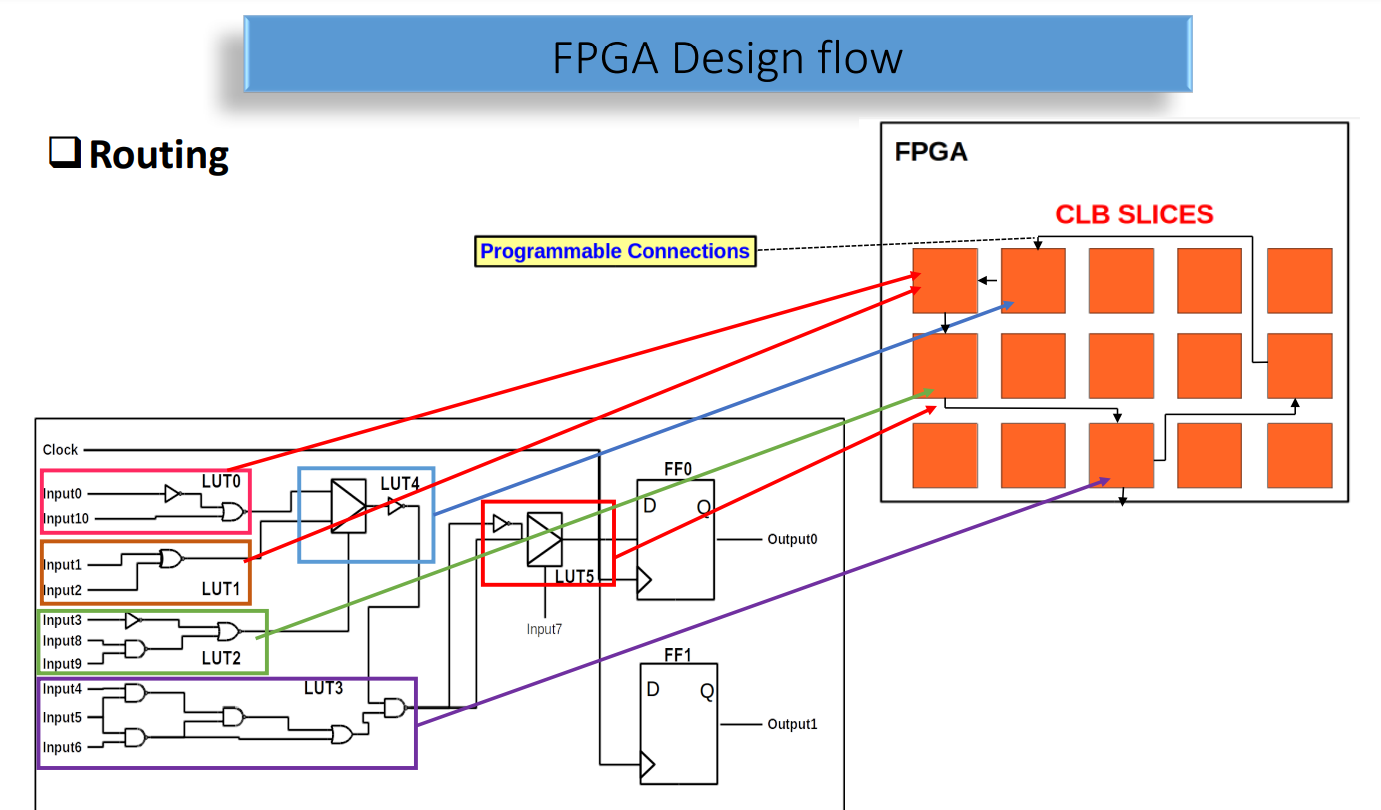 FPGA Design flow
Routing
FPGA
CLB SLICES
Programmable Connections
Clock
LUT0
Input0
Input10
LUT4
FF0
D
Q
Output0
Input1
Input2
LUT1
LUT5
Input7
Input3
Input8
Input9
LUT2
FF1
D
Q
Output1
LUT3
Input4
Input5
Input6